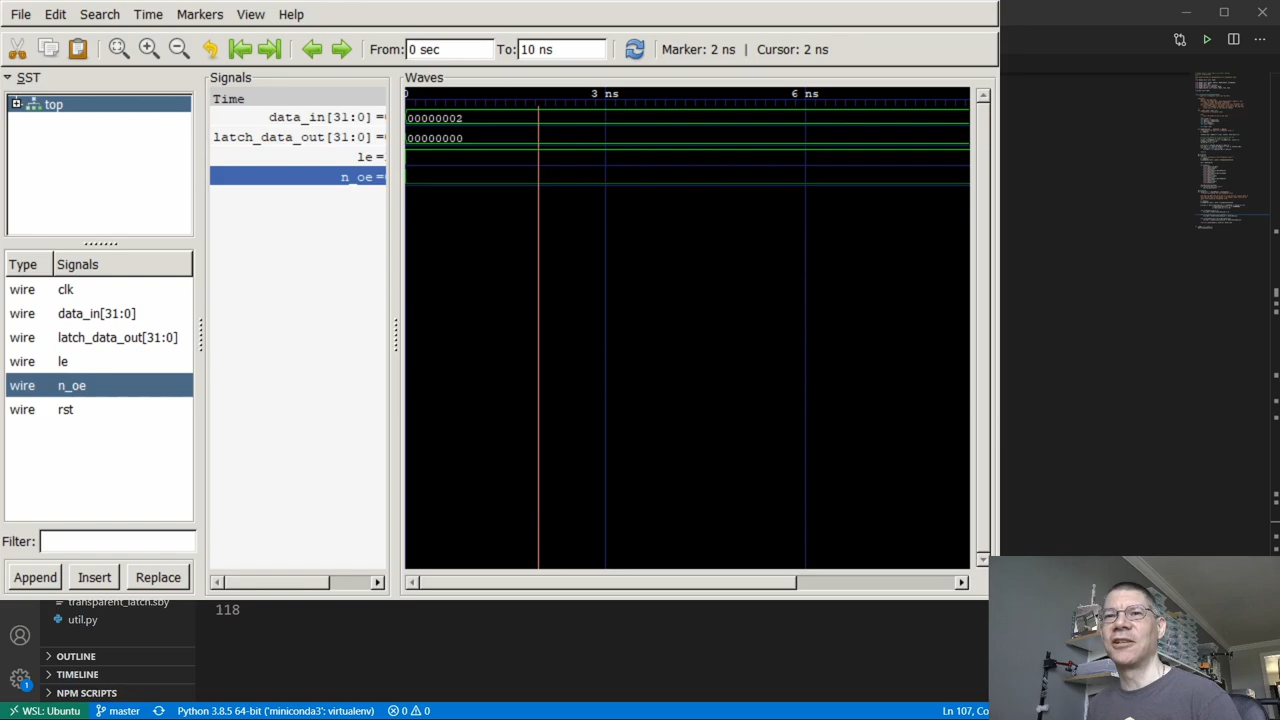 File Edit Search Time Markers View Help
From: 0 sec To: 10 ns Marker: 2 ns | Cursor: 2 ns
SST
top
Type Signals
wire clk
wire data_in[31:0]
wire latch_data_out[31:0]
wire le
wire n_oe
wire rst
Filter:
Append Insert Replace
Signals
Time
data_in[31:0] =
latch_data_out[31:0] =
le =
n_oe =
Waves
0 3 ns 6 ns
00000002
00000000
transparent_latch.sby
util.py
OUTLINE
TIMELINE
NPM SCRIPTS
118
1
WSL: Ubuntu master Python 3.8.5 64-bit ('miniconda3': virtualenv) 0 0 Ln 107, Co